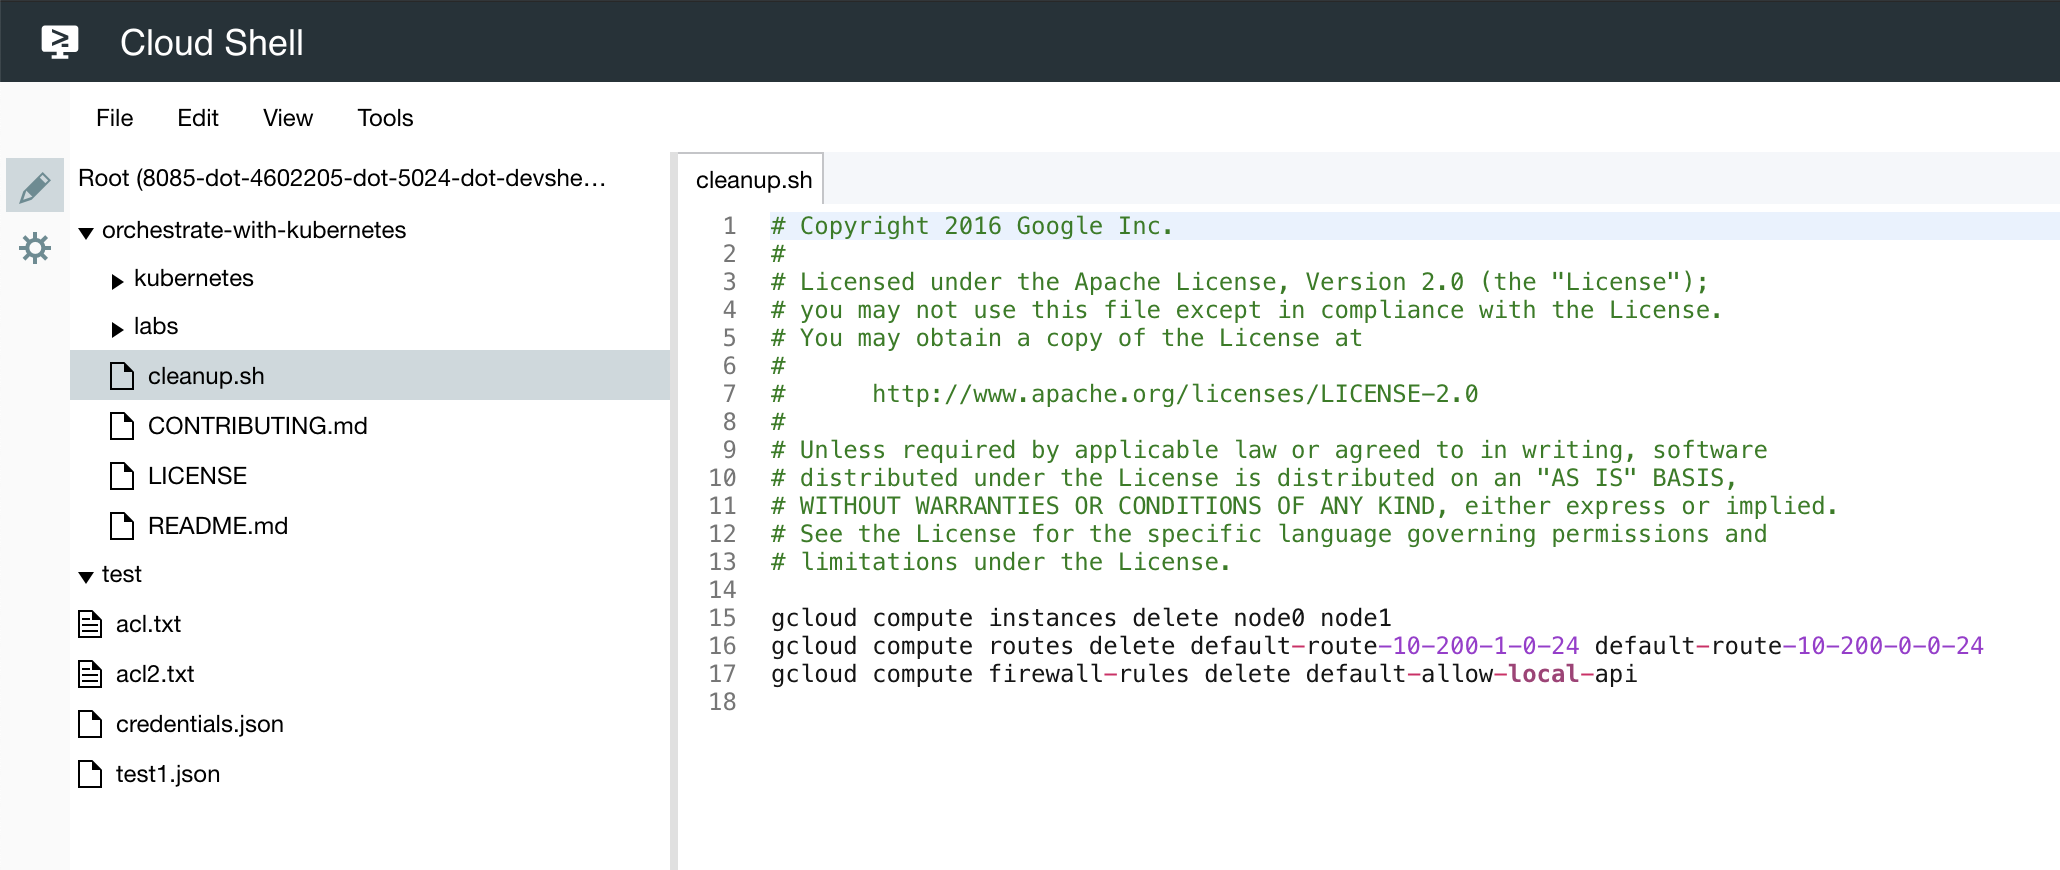 Cloud Shell
File Edit View Tools
Root (8085-dot-4602205-dot-5024-dot-devshe...
orchestrate-with-kubernetes
kubernetes
labs
cleanup.sh
CONTRIBUTING.md
LICENSE
README.md
test
acl.txt
acl2.txt
credentials.json
test1.json
cleanup.sh
1 # Copyright 2016 Google Inc.
2 #
3 # Licensed under the Apache License, Version 2.0 (the "License");
4 # you may not use this file except in compliance with the License.
5 # You may obtain a copy of the License at
6 #
7 #      http://www.apache.org/licenses/LICENSE-2.0
8 #
9 # Unless required by applicable law or agreed to in writing, software
10 # distributed under the License is distributed on an "AS IS" BASIS,
11 # WITHOUT WARRANTIES OR CONDITIONS OF ANY KIND, either express or implied.
12 # See the License for the specific language governing permissions and
13 # limitations under the License.
14
15 gcloud compute instances delete node0 node1
16 gcloud compute routes delete default-route-10-200-1-0-24 default-route-10-200-0-0-24
17 gcloud compute firewall-rules delete default-allow-local-api
18